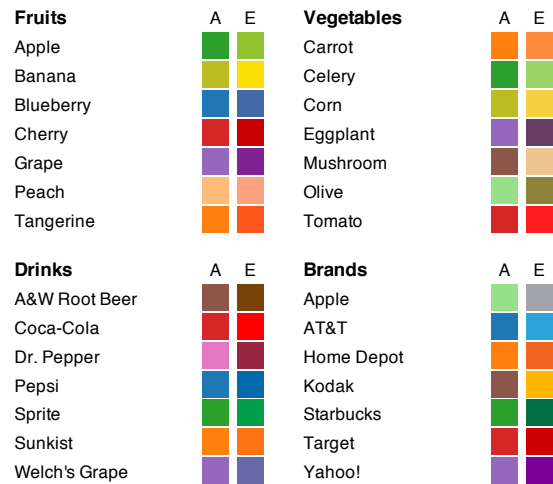 Fruits A E
Apple
Banana
Blueberry
Cherry
Grape
Peach
Tangerine
Vegetables A E
Carrot
Celery
Corn
Eggplant
Mushroom
Olive
Tomato
Drinks A E
A&W Root Beer
Coca-Cola
Dr. Pepper
Pepsi
Sprite
Sunkist
Welch's Grape
Brands A E
Apple
AT&T
Home Depot
Kodak
Starbucks
Target
Yahoo!